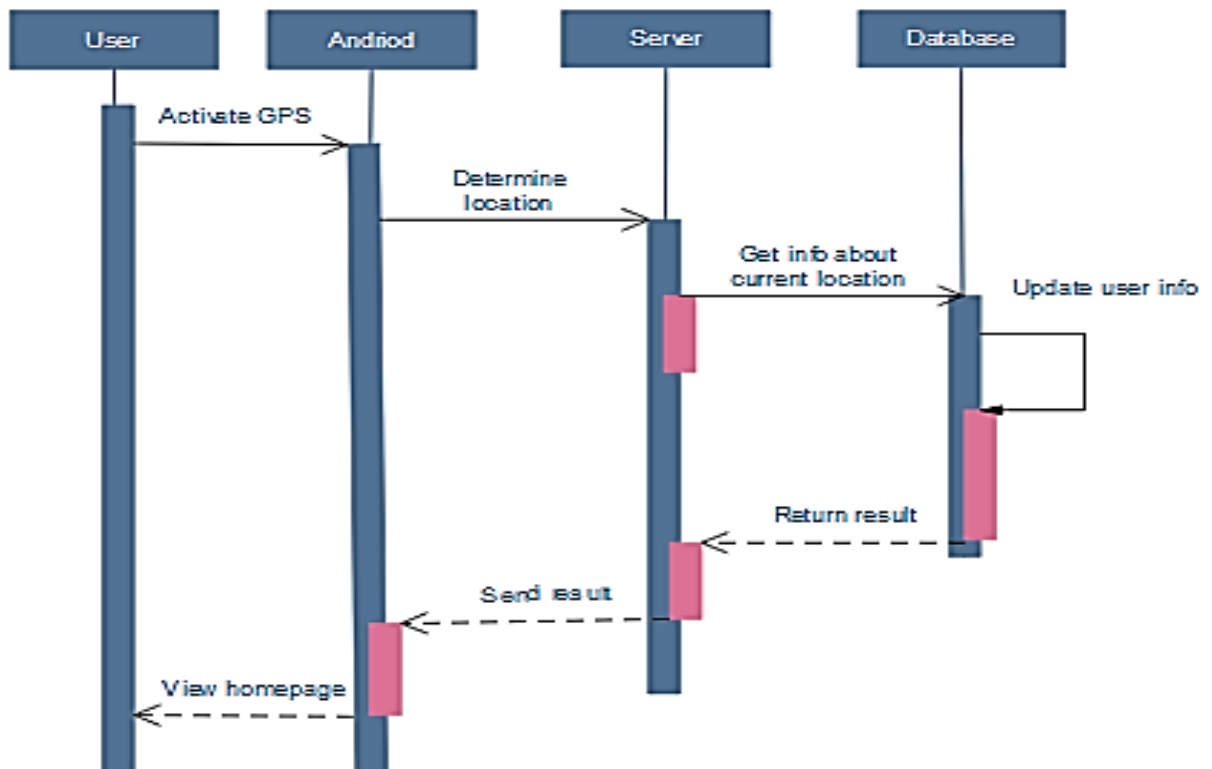 User
Andriod
Server
Database
Activate GPS
Determine
location
Get info about
current location
Update user info
Return result
Send result
View homepage